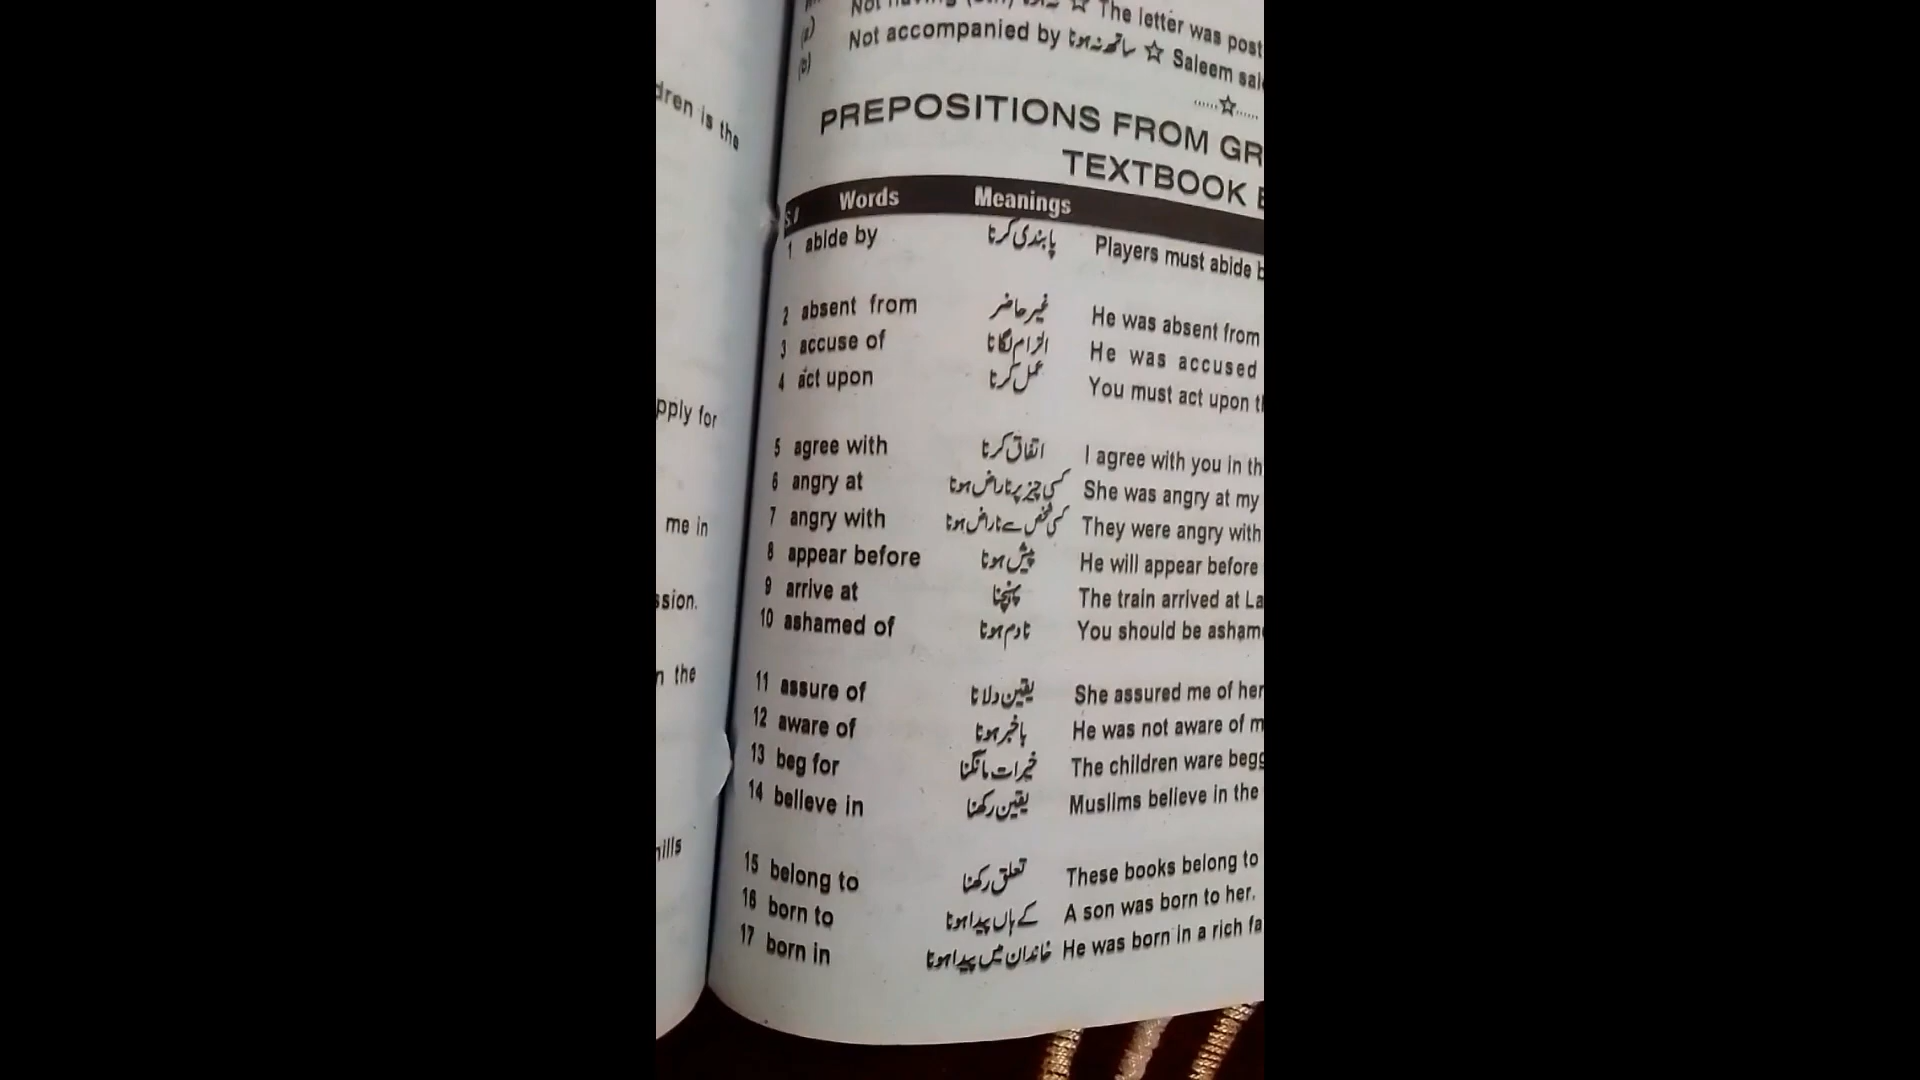 dren is the
pply for
me in
ssion.
n the
hills
(a) Not having
☆ The letter was post
(b) Not accompanied by ساتھ نہ ہونا ☆ Saleem sai
......☆......
PREPOSITIONS FROM GR
TEXTBOOK
S.# Words Meanings
1 abide by پابندی کرنا Players must abide b
2 absent from غیر حاضر He was absent from
3 accuse of الزام لگانا He was accused
4 act upon عمل کرنا You must act upon th
5 agree with اتفاق کرنا I agree with you in th
6 angry at کسی چیز پر ناراض ہونا She was angry at my
7 angry with کسی شخص سے ناراض ہونا They were angry with
8 appear before پیش ہونا He will appear before
9 arrive at پہنچنا The train arrived at La
10 ashamed of نادم ہونا You should be ashame
11 assure of یقین دلانا She assured me of her
12 aware of باخبر ہونا He was not aware of m
13 beg for خیرات مانگنا The children ware begg
14 believe in یقین رکھنا Muslims believe in the
15 belong to تعلق رکھنا These books belong to
16 born to کے ہاں پیدا ہونا A son was born to her.
17 born in خاندان میں پیدا ہونا He was born in a rich fa